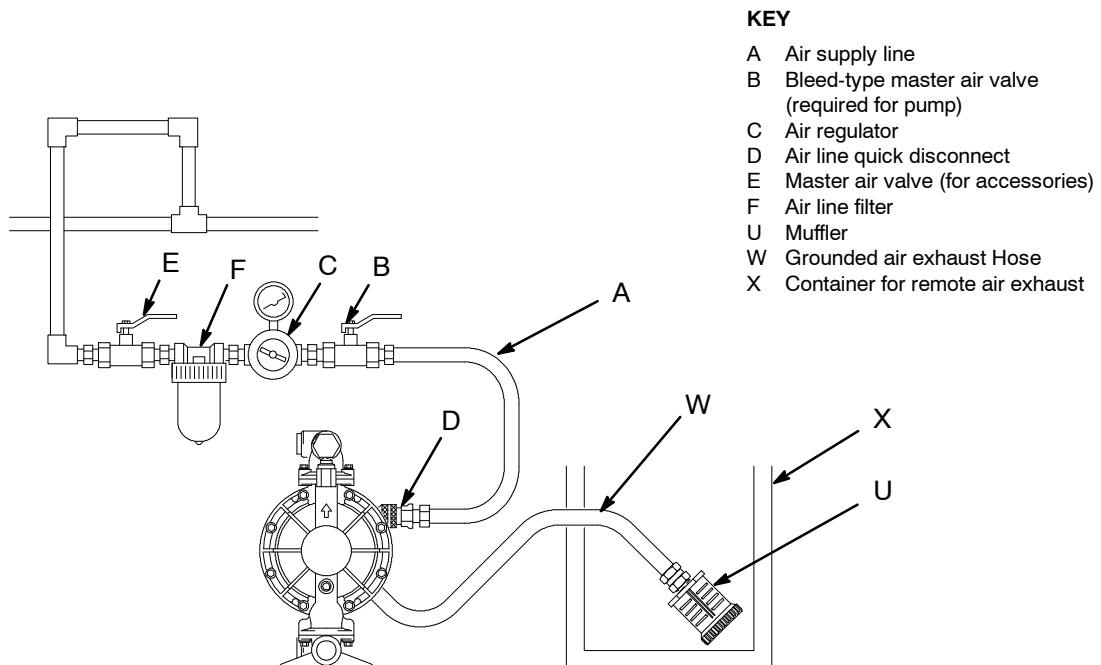 KEY
A Air supply line
B Bleed-type master air valve
(required for pump)
C Air regulator
D Air line quick disconnect
E Master air valve (for accessories)
F Air line filter
U Muffler
W Grounded air exhaust Hose
X Container for remote air exhaust
E
F
C
B
A
D
W
X
U